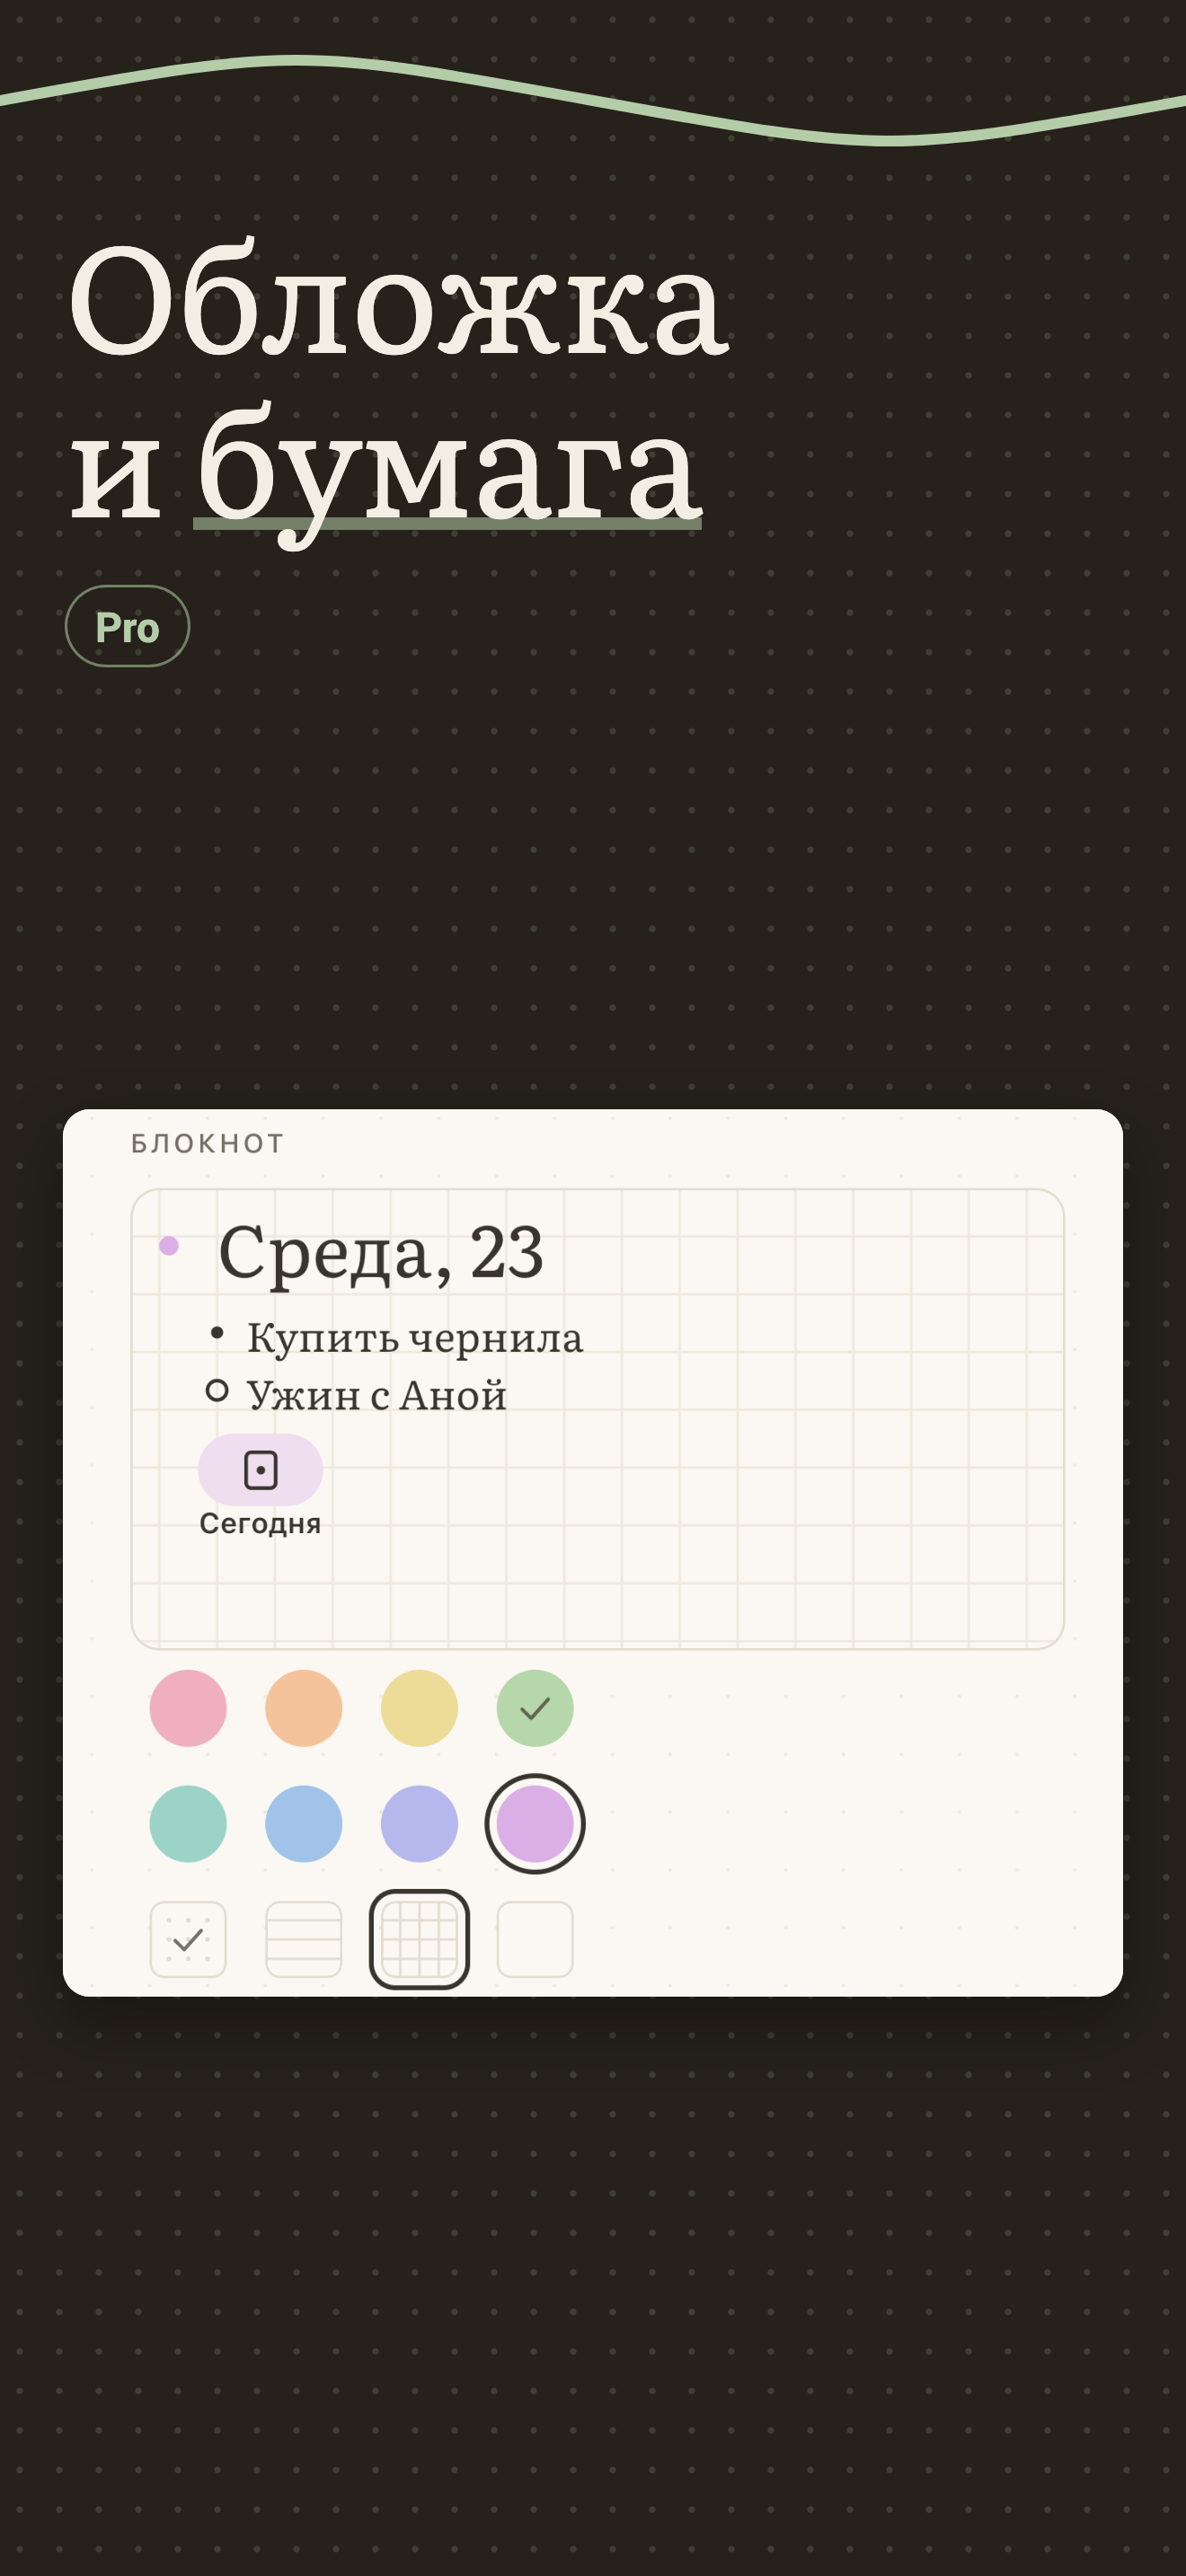 Обложка
и бумага
Pro
БЛОКНОТ
Среда, 23
Купить чернила
Ужин с Аной
Сегодня